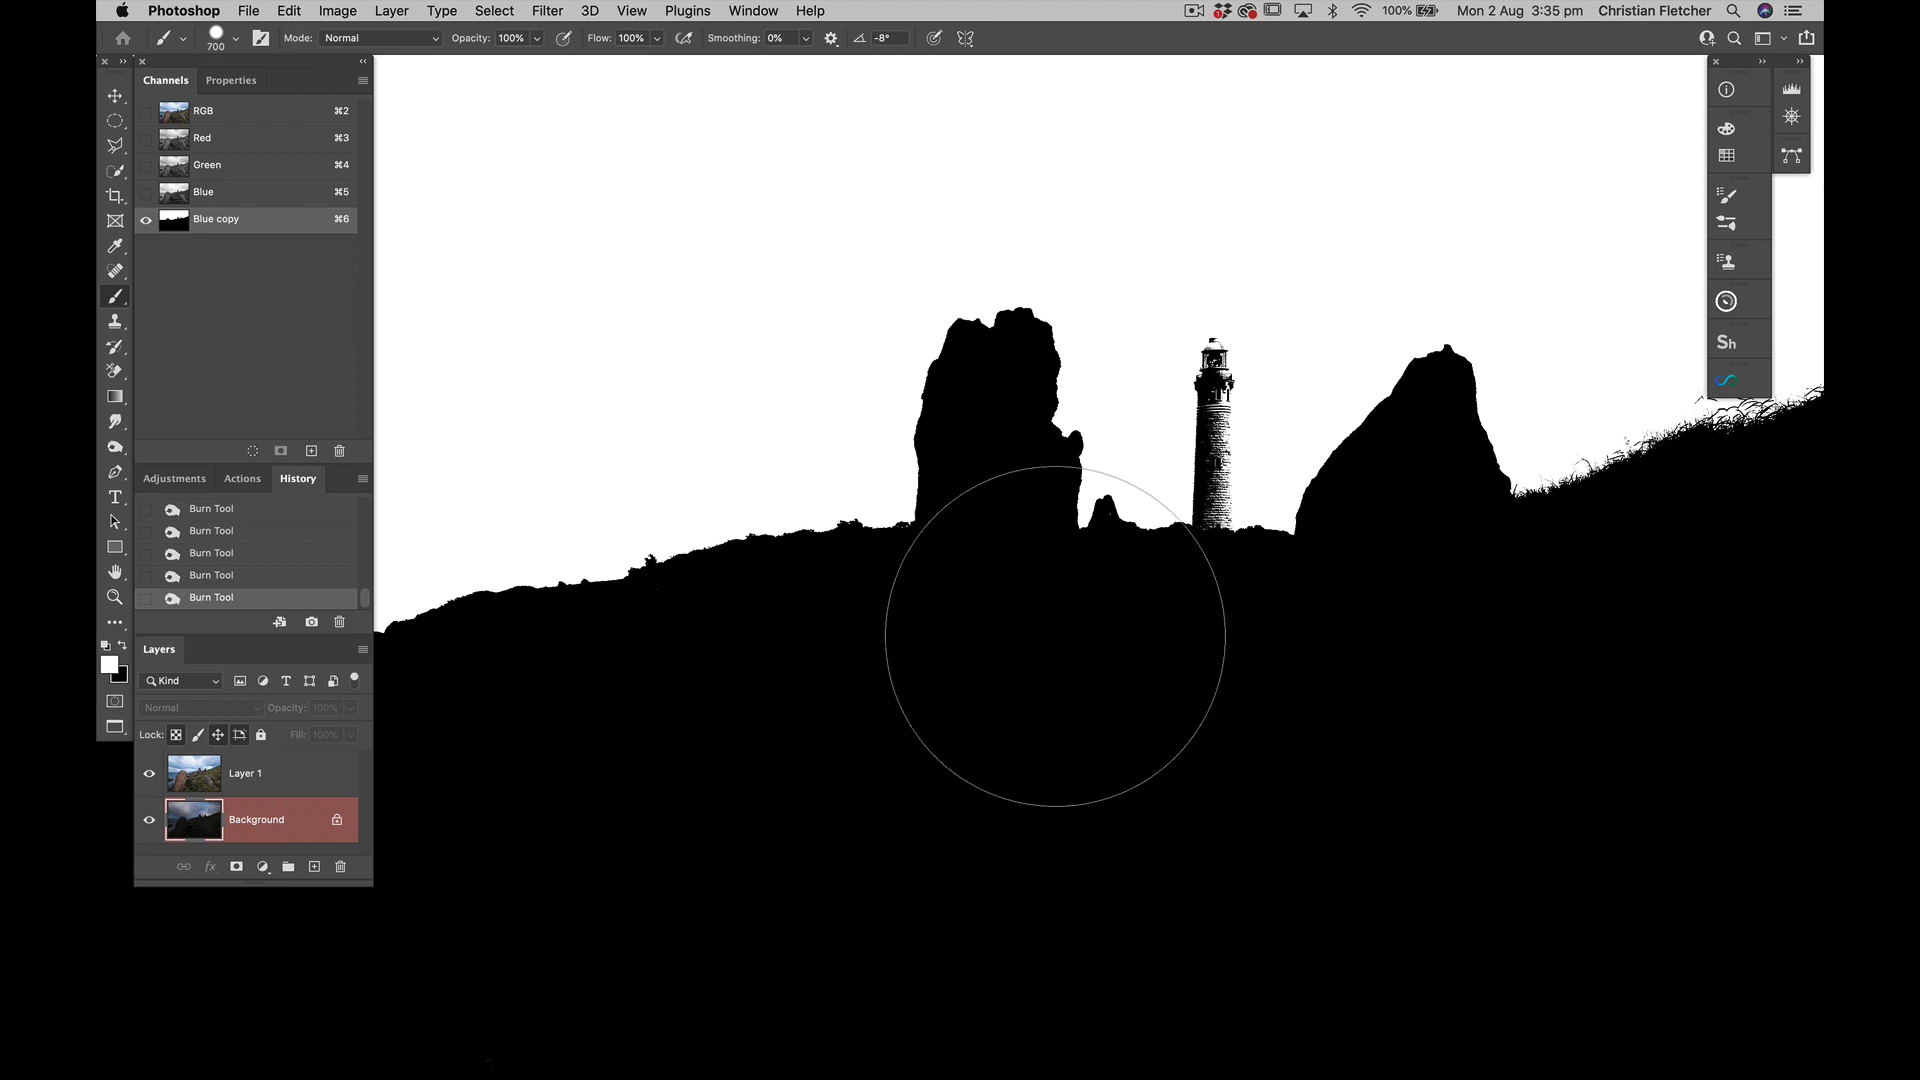 Photoshop File Edit Image Layer Type Select Filter 3D View Plugins Window Help 100% Mon 2 Aug 3:35 pm Christian Fletcher
700 Mode: Normal Opacity: 100% Flow: 100% Smoothing: 0% -8°
Channels Properties
RGB ⌘2
Red ⌘3
Green ⌘4
Blue ⌘5
Blue copy ⌘6
Adjustments Actions History
Burn Tool
Burn Tool
Burn Tool
Burn Tool
Burn Tool
Layers
Kind
Normal Opacity: 100%
Lock: Fill: 100%
Layer 1
Background
Sh